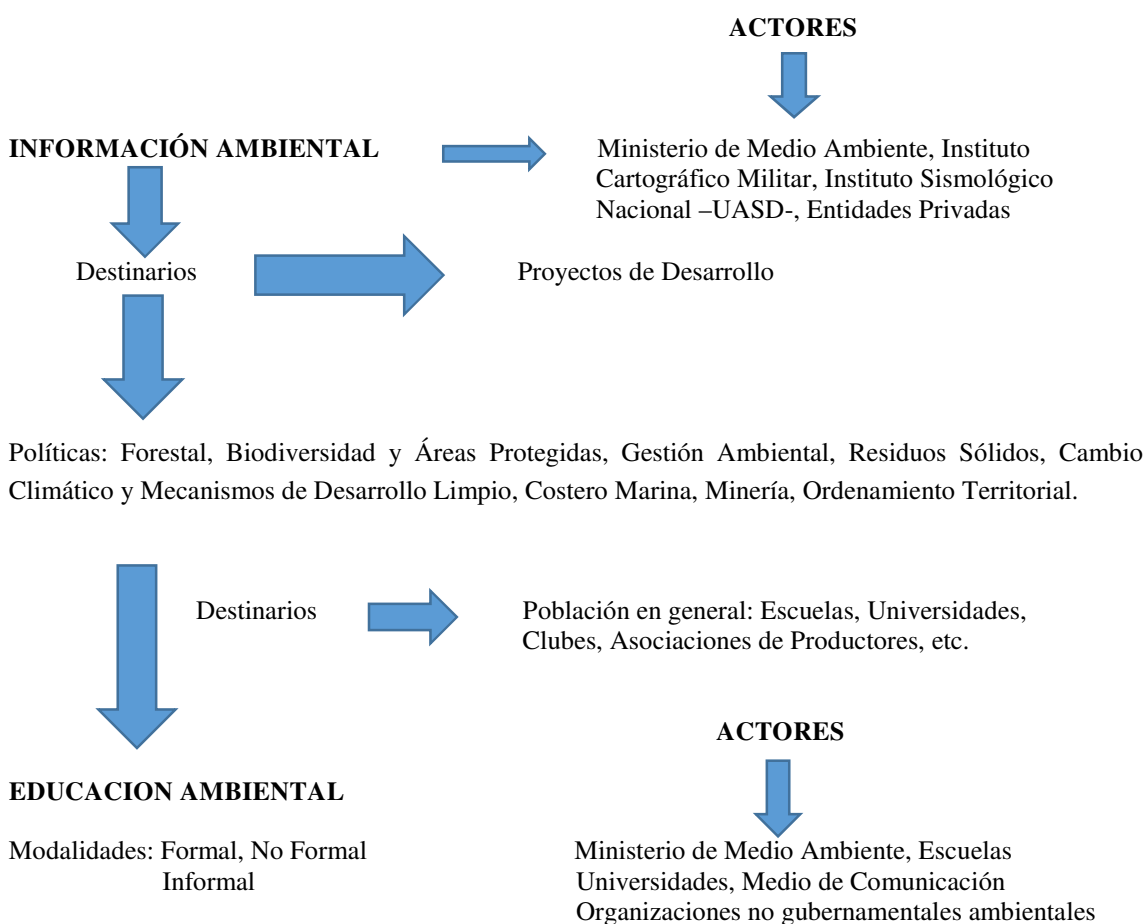 ACTORES
INFORMACIÓN AMBIENTAL
Ministerio de Medio Ambiente, Instituto
Cartográfico Militar, Instituto Sismológico
Nacional –UASD-, Entidades Privadas
Destinarios
Proyectos de Desarrollo
Políticas: Forestal, Biodiversidad y Áreas Protegidas, Gestión Ambiental, Residuos Sólidos, Cambio
Climático y Mecanismos de Desarrollo Limpio, Costero Marina, Minería, Ordenamiento Territorial.
Destinarios
Población en general: Escuelas, Universidades,
Clubes, Asociaciones de Productores, etc.
ACTORES
EDUCACION AMBIENTAL
Modalidades: Formal, No Formal
Informal
Ministerio de Medio Ambiente, Escuelas
Universidades, Medio de Comunicación
Organizaciones no gubernamentales ambientales